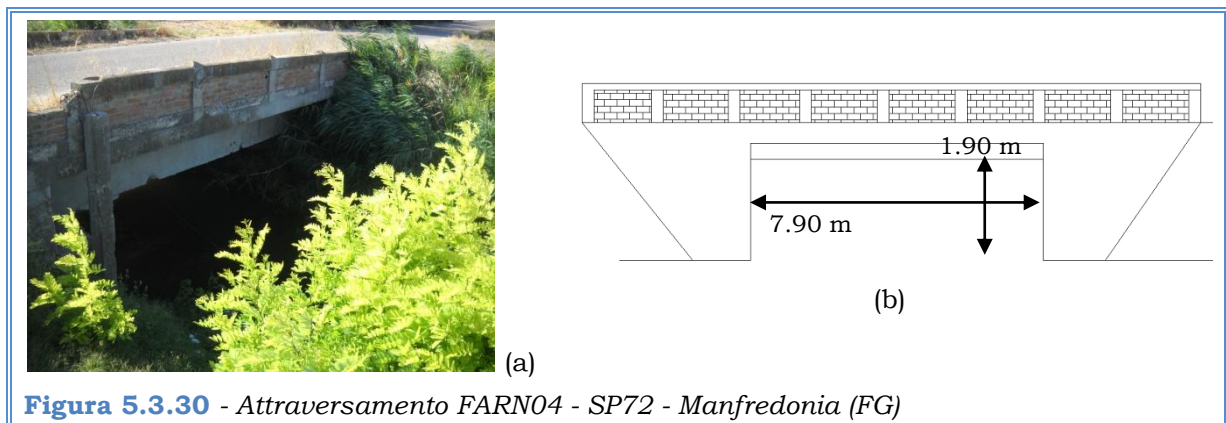 1.90 m
7.90 m
(b)
(a)
Figura 5.3.30 - Attraversamento FARN04 - SP72 - Manfredonia (FG)